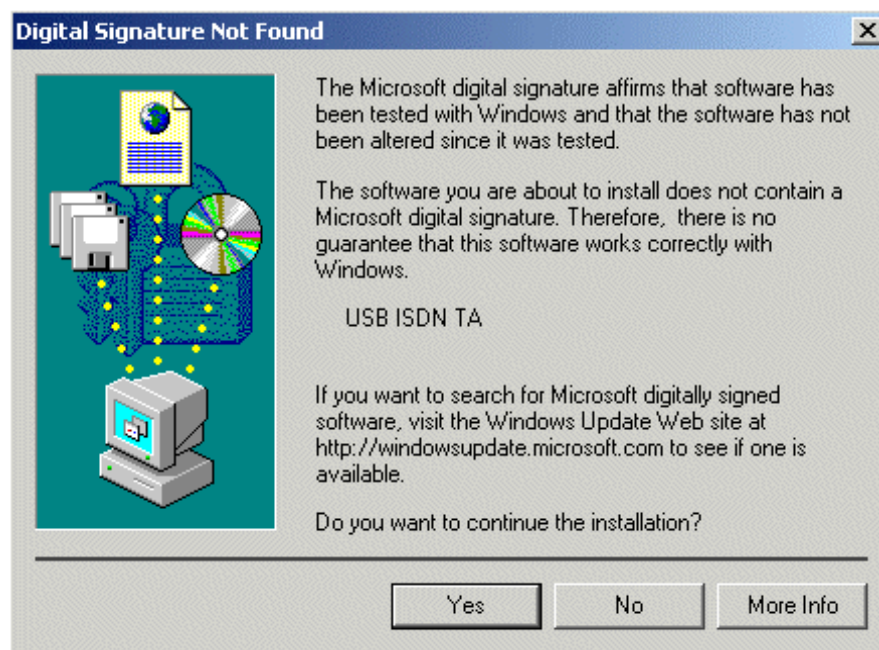 Digital Signature Not Found
The Microsoft digital signature affirms that software has
been tested with Windows and that the software has not
been altered since it was tested.
The software you are about to install does not contain a
Microsoft digital signature. Therefore,  there is no
guarantee that this software works correctly with
Windows.
USB ISDN TA
If you want to search for Microsoft digitally signed
software, visit the Windows Update Web site at
http://windowsupdate.microsoft.com to see if one is
available.
Do you want to continue the installation?
Yes
No
More Info